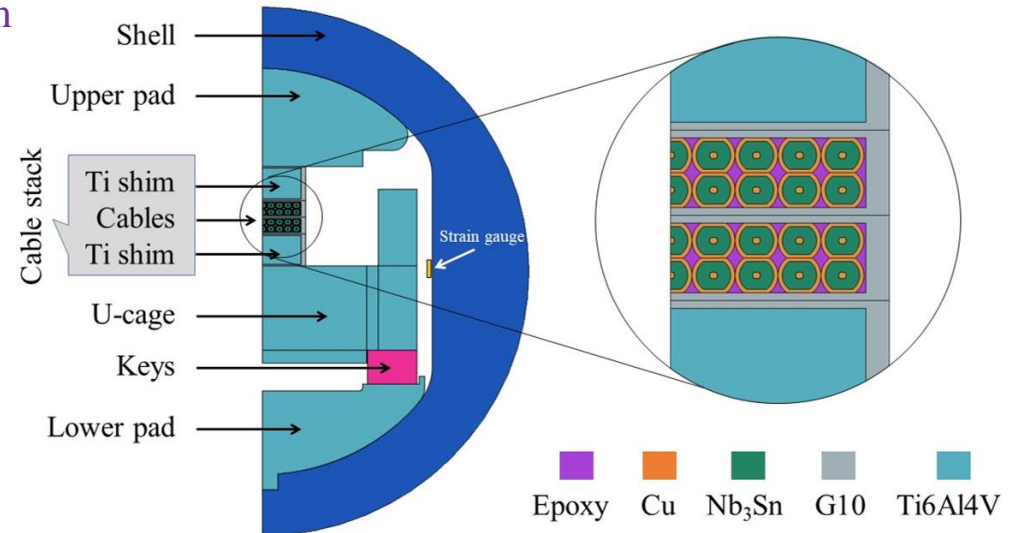 n
Shell
Upper pad
Cable stack
Ti shim
Cables
Ti shim
Strain gauge
U-cage
Keys
Lower pad
Epoxy
Cu
Nb₃Sn
G10
Ti6Al4V